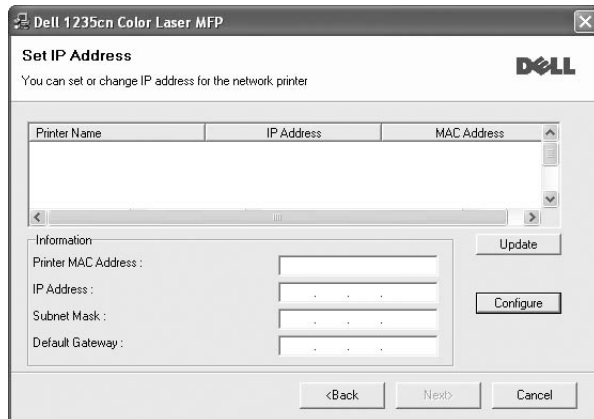 Dell 1235cn Color Laser MFP
Set IP Address
DELL
You can set or change IP address for the network printer
Printer Name IP Address MAC Address
Information
Update
Printer MAC Address :
IP Address : . . .
Configure
Subnet Mask : . . .
Default Gateway : . . .
<Back Next> Cancel